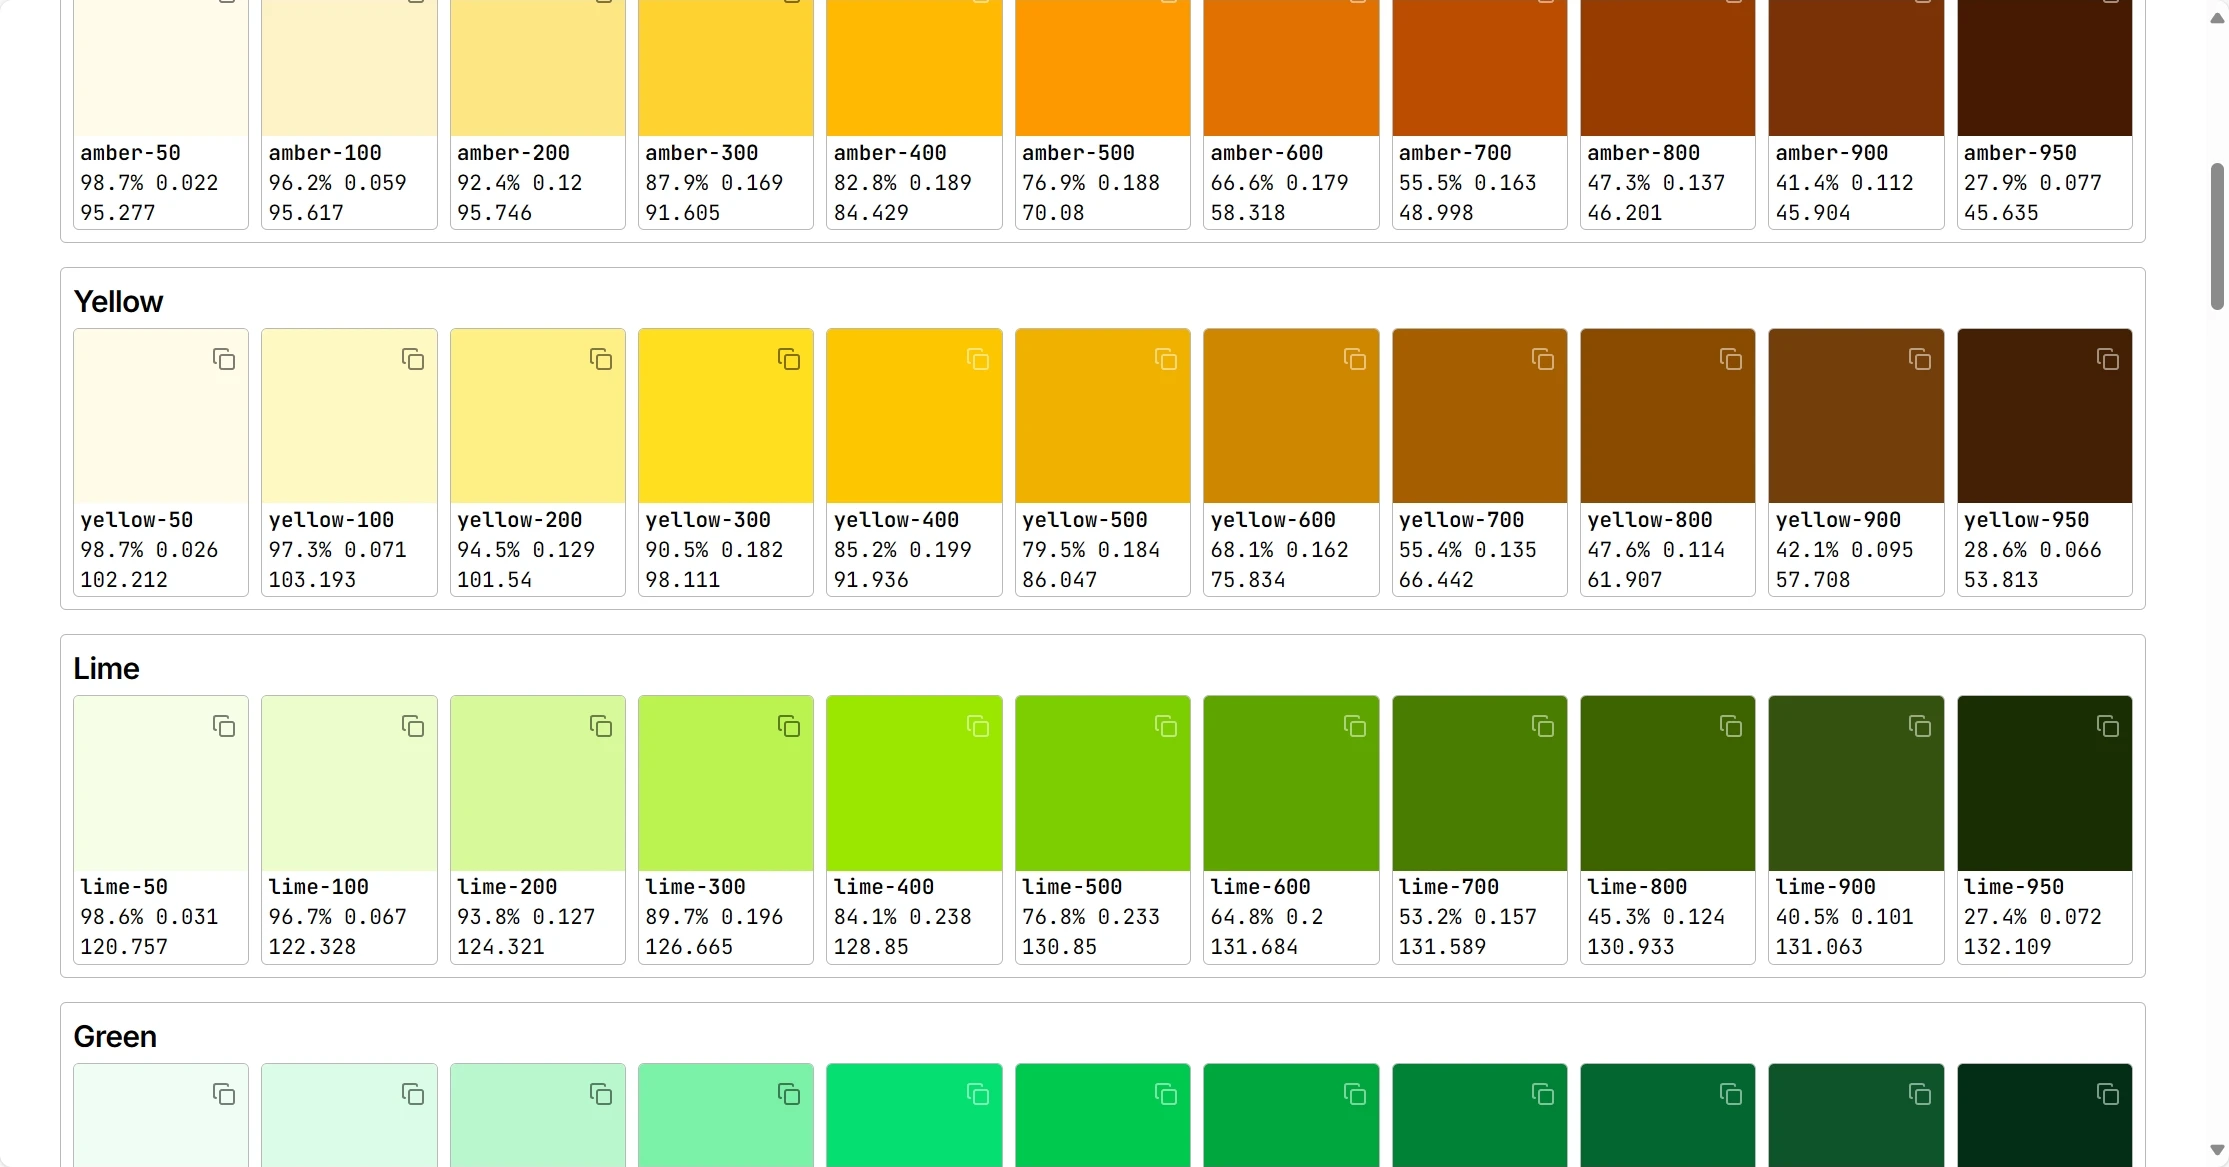 amber-50
98.7% 0.022
95.277
amber-100
96.2% 0.059
95.617
amber-200
92.4% 0.12
95.746
amber-300
87.9% 0.169
91.605
amber-400
82.8% 0.189
84.429
amber-500
76.9% 0.188
70.08
amber-600
66.6% 0.179
58.318
amber-700
55.5% 0.163
48.998
amber-800
47.3% 0.137
46.201
amber-900
41.4% 0.112
45.904
amber-950
27.9% 0.077
45.635
Yellow
yellow-50
98.7% 0.026
102.212
yellow-100
97.3% 0.071
103.193
yellow-200
94.5% 0.129
101.54
yellow-300
90.5% 0.182
98.111
yellow-400
85.2% 0.199
91.936
yellow-500
79.5% 0.184
86.047
yellow-600
68.1% 0.162
75.834
yellow-700
55.4% 0.135
66.442
yellow-800
47.6% 0.114
61.907
yellow-900
42.1% 0.095
57.708
yellow-950
28.6% 0.066
53.813
Lime
lime-50
98.6% 0.031
120.757
lime-100
96.7% 0.067
122.328
lime-200
93.8% 0.127
124.321
lime-300
89.7% 0.196
126.665
lime-400
84.1% 0.238
128.85
lime-500
76.8% 0.233
130.85
lime-600
64.8% 0.2
131.684
lime-700
53.2% 0.157
131.589
lime-800
45.3% 0.124
130.933
lime-900
40.5% 0.101
131.063
lime-950
27.4% 0.072
132.109
Green